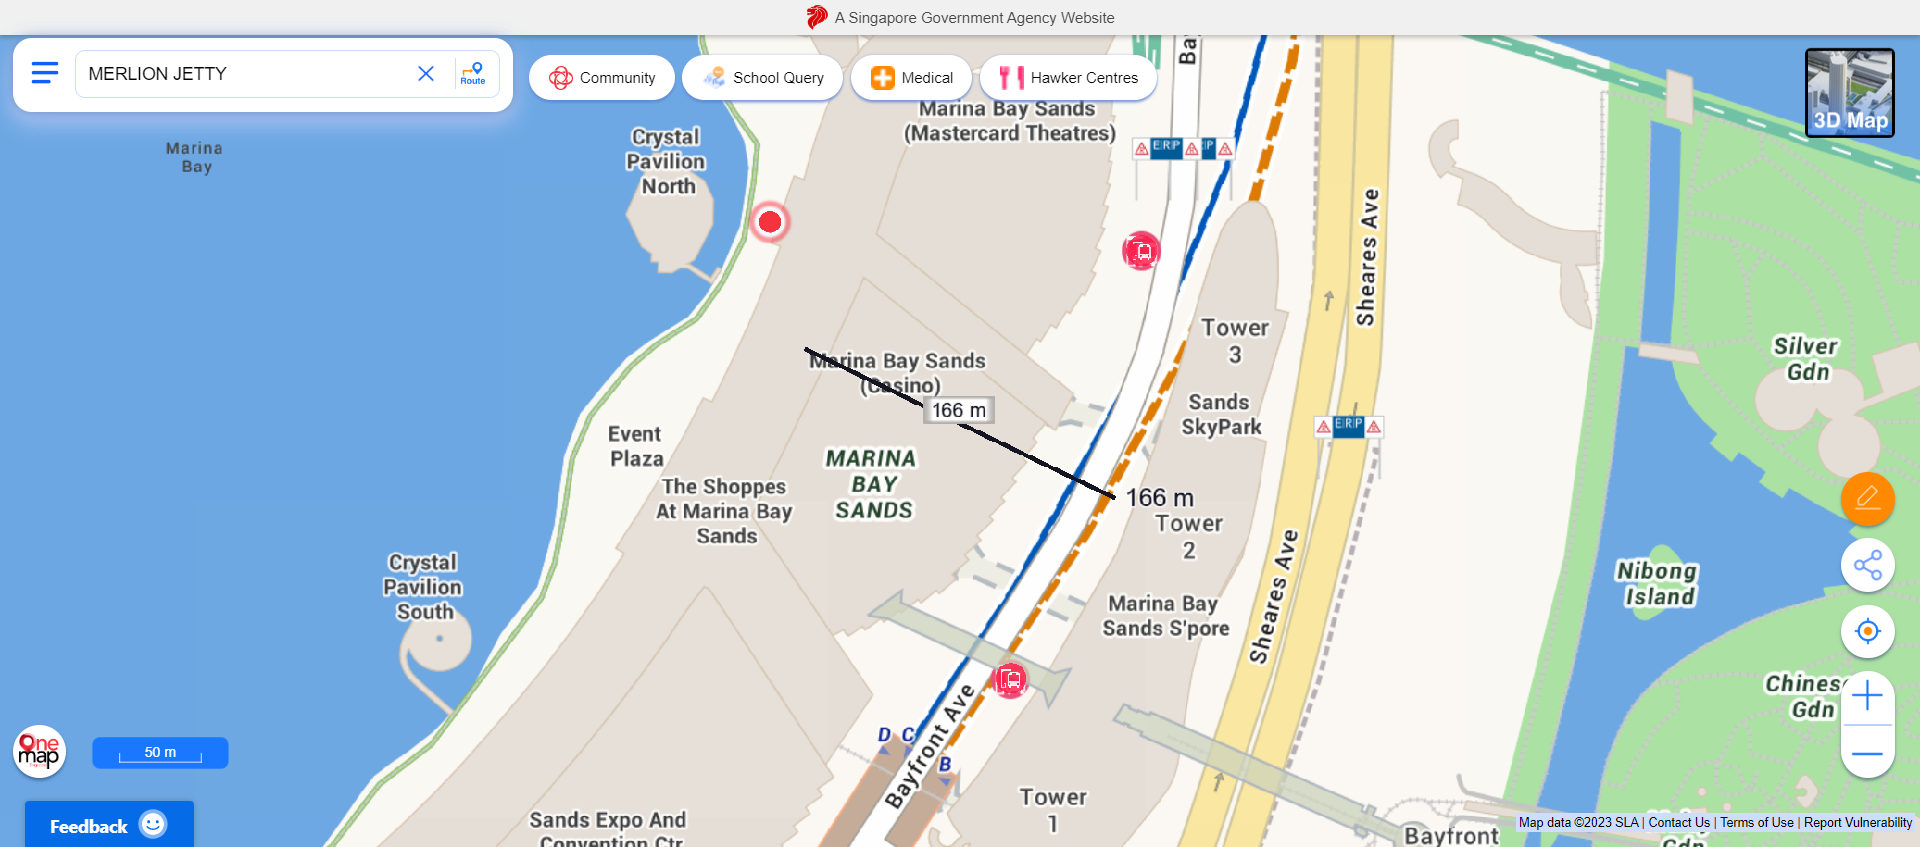 A Singapore Government Agency Website
MERLION JETTY
Route
Community
School Query
Medical
Hawker Centres
3D Map
Marina
Bay
Crystal
Pavilion
North
Marina Bay Sands
(Mastercard Theatres)
Ba
ERP
Sheares Ave
Tower
3
Silver
Gdn
Marina Bay Sands
(Casino)
166 m
Sands
SkyPark
ERP
Event
Plaza
MARINA
BAY
SANDS
The Shoppes
At Marina Bay
Sands
166 m
Tower
2
Sheares Ave
Crystal
Pavilion
South
Nibong
Island
Marina Bay
Sands S'pore
Chinese
Gdn
Bayfront Ave
D
C
B
One
map
50 m
Tower
1
Feedback
Sands Expo And
Convention Ctr
Bayfront
Gdn
Map data ©2023 SLA | Contact Us | Terms of Use | Report Vulnerability